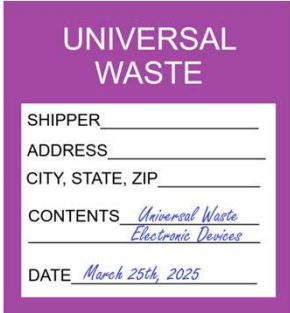 UNIVERSAL
WASTE
SHIPPER
ADDRESS
CITY, STATE, ZIP
CONTENTS Universal Waste
Electronic Devices
DATE March 25th, 2025